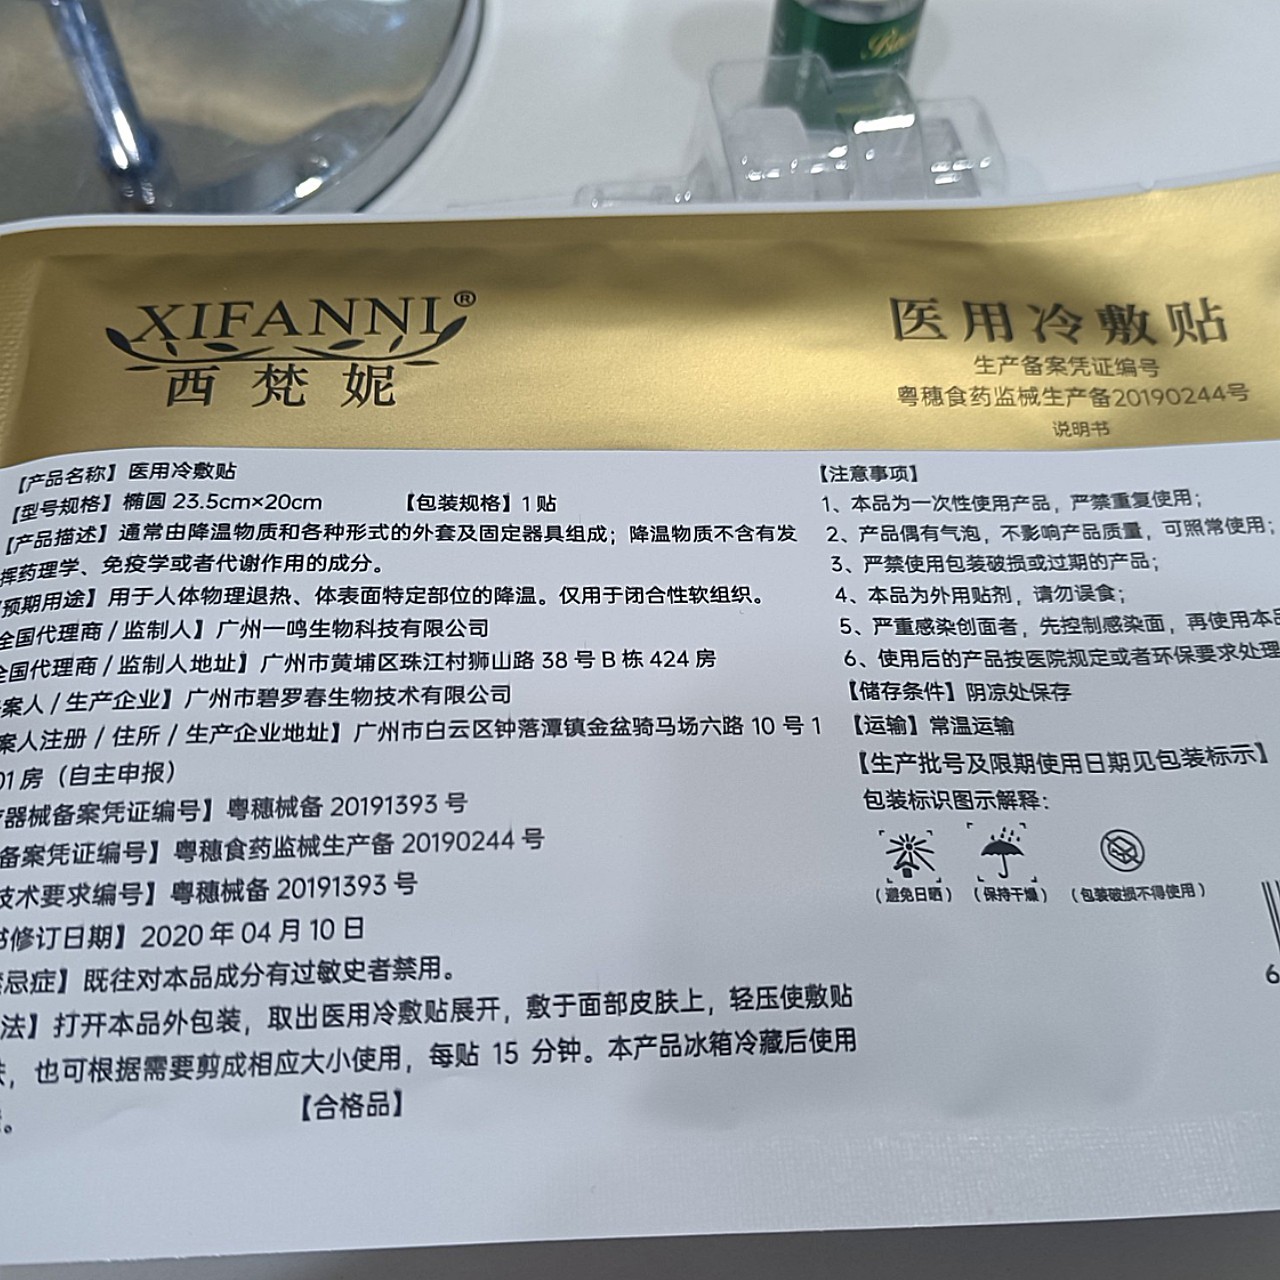 XIFANNI®
西梵妮
医用冷敷贴
生产备案凭证编号
粤穗食药监械生产备20190244号
说明书
【产品名称】医用冷敷贴
【型号规格】椭圆 23.5cm×20cm 【包装规格】1贴
【产品描述】通常由降温物质和各种形式的外套及固定器具组成；降温物质不含有发
挥药理学、免疫学或者代谢作用的成分。
预期用途】用于人体物理退热、体表面特定部位的降温。仅用于闭合性软组织。
全国代理商/监制人】广州一鸣生物科技有限公司
全国代理商/监制人地址】广州市黄埔区珠江村狮山路 38 号 B 栋 424 房
案人/生产企业】广州市碧罗春生物技术有限公司
案人注册/住所/生产企业地址】广州市白云区钟落潭镇金盆骑马场六路 10 号 1
01 房（自主申报）
器械备案凭证编号】粤穗械备 20191393 号
备案凭证编号】粤穗食药监械生产备 20190244 号
技术要求编号】粤穗械备 20191393 号
书修订日期】2020 年 04 月 10 日
禁忌症】既往对本品成分有过敏史者禁用。
法】打开本品外包装，取出医用冷敷贴展开，敷于面部皮肤上，轻压使敷贴
，也可根据需要剪成相应大小使用，每贴 15 分钟。本产品冰箱冷藏后使用
。
【合格品】
【注意事项】
1、本品为一次性使用产品，严禁重复使用；
2、产品偶有气泡，不影响产品质量，可照常使用；
3、严禁使用包装破损或过期的产品；
4、本品为外用贴剂，请勿误食；
5、严重感染创面者，先控制感染面，再使用本品
6、使用后的产品按医院规定或者环保要求处理
【储存条件】阴凉处保存
【运输】常温运输
【生产批号及限期使用日期见包装标示】
包装标识图示解释：
（避免日晒）（保持干燥）（包装破损不得使用）
6